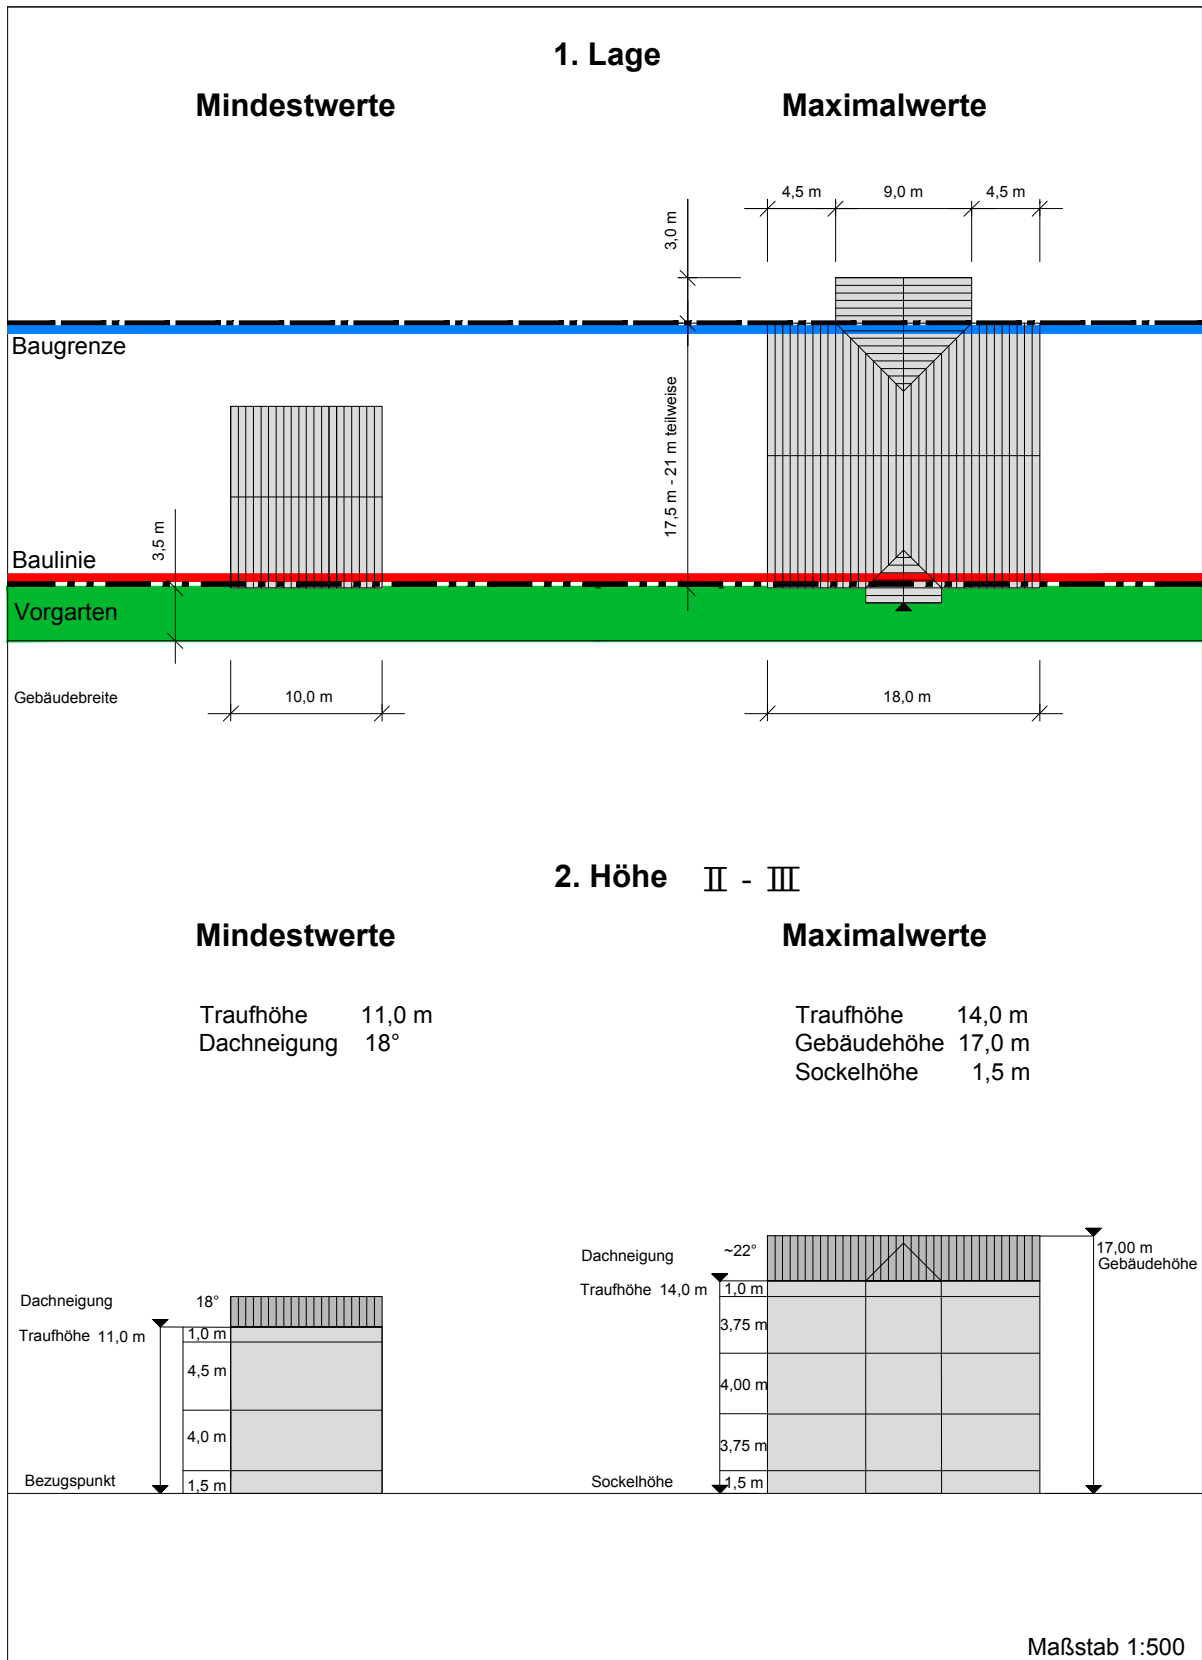 1. Lage
Mindestwerte
Maximalwerte
4,5 m
9,0 m
4,5 m
3,0 m
Baugrenze
17,5 m - 21 m teilweise
3,5 m
Baulinie
Vorgarten
Gebäudebreite
10,0 m
18,0 m
2. Höhe II - III
Mindestwerte
Maximalwerte
Traufhöhe 11,0 m
Dachneigung 18°
Traufhöhe 14,0 m
Gebäudehöhe 17,0 m
Sockelhöhe 1,5 m
Dachneigung 18°
Traufhöhe 11,0 m
1,0 m
4,5 m
4,0 m
Bezugspunkt
1,5 m
Dachneigung ~22°
17,00 m
Gebäudehöhe
Traufhöhe 14,0 m
1,0 m
3,75 m
4,00 m
3,75 m
Sockelhöhe
1,5 m
Maßstab 1:500